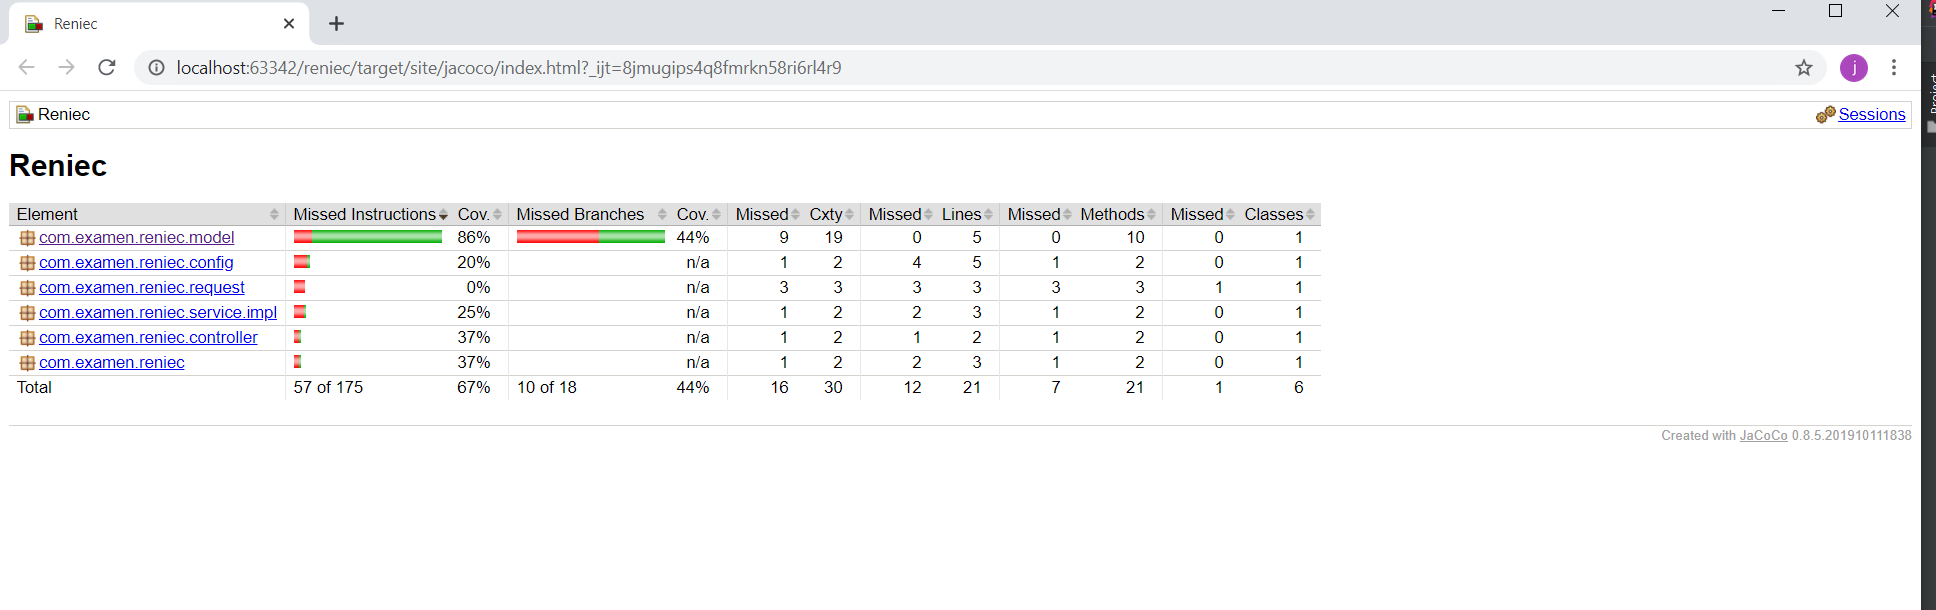 Reniec
localhost:63342/reniec/target/site/jacoco/index.html?_ijt=8jmugips4q8fmrkn58ri6rl4r9
j
Reniec Sessions
Project
Reniec
Element Missed Instructions Cov. Missed Branches Cov. Missed Cxty Missed Lines Missed Methods Missed Classes
com.examen.reniec.model 86% 44% 9 19 0 5 0 10 0 1
com.examen.reniec.config 20% n/a 1 2 4 5 1 2 0 1
com.examen.reniec.request 0% n/a 3 3 3 3 3 3 1 1
com.examen.reniec.service.impl 25% n/a 1 2 2 3 1 2 0 1
com.examen.reniec.controller 37% n/a 1 2 1 2 1 2 0 1
com.examen.reniec 37% n/a 1 2 2 3 1 2 0 1
Total 57 of 175 67% 10 of 18 44% 16 30 12 21 7 21 1 6
Created with JaCoCo 0.8.5.201910111838